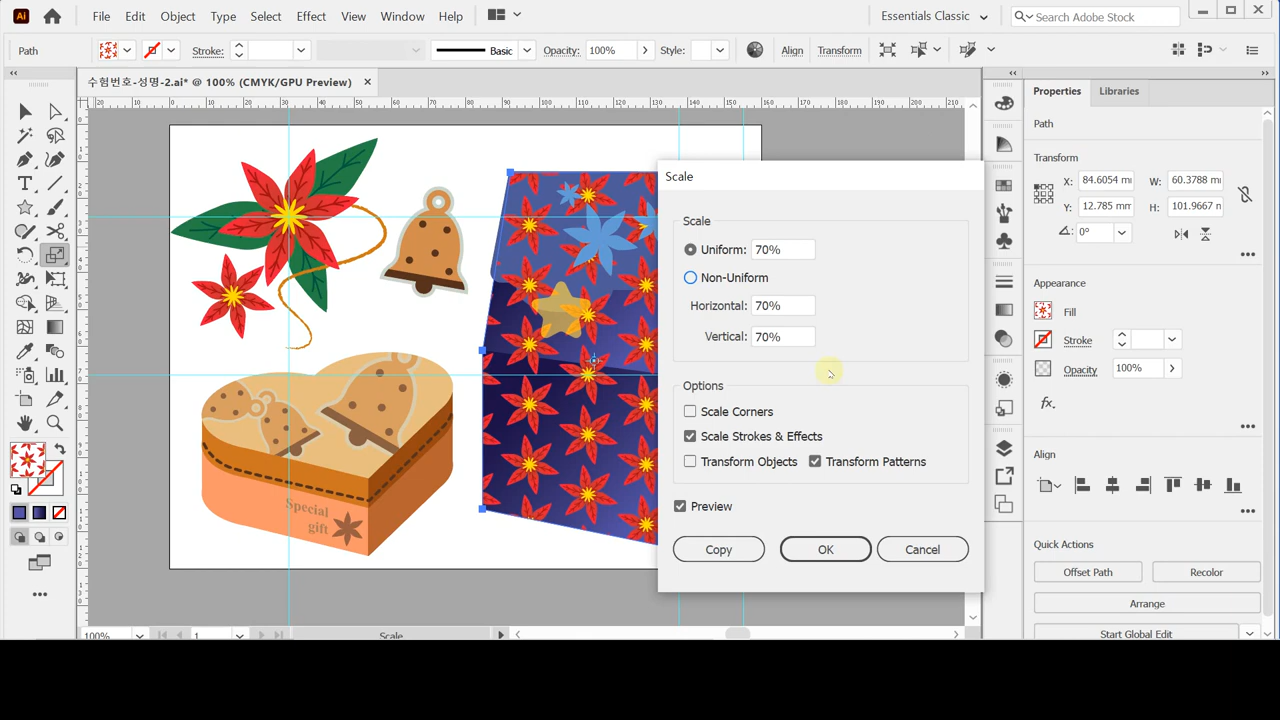 Ai File Edit Object Type Select Effect View Window Help Essentials Classic Search Adobe Stock
Path Stroke: Basic Opacity: 100% Style: Align Transform
수험번호-성명-2.ai* @ 100% (CMYK/GPU Preview)
Properties Libraries
Path
Transform
X: 84.6054 mı W: 60.3788 mı
Y: 12.785 mm H: 101.9667 n
0°
Appearance
Fill
Stroke
Opacity 100%
fx.
Align
Quick Actions
Offset Path Recolor
Arrange
Start Global Edit
Scale
Scale
Uniform: 70%
Non-Uniform
Horizontal: 70%
Vertical: 70%
Options
Scale Corners
Scale Strokes & Effects
Transform Objects Transform Patterns
Preview
Copy OK Cancel
Special
gift
100% 1 Scale